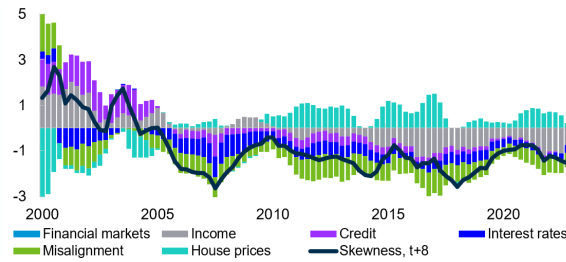 5
3
1
-1
-3
2000 2005 2010 2015 2020
Financial markets Income Credit Interest rates
Misalignment House prices Skewness, t+8